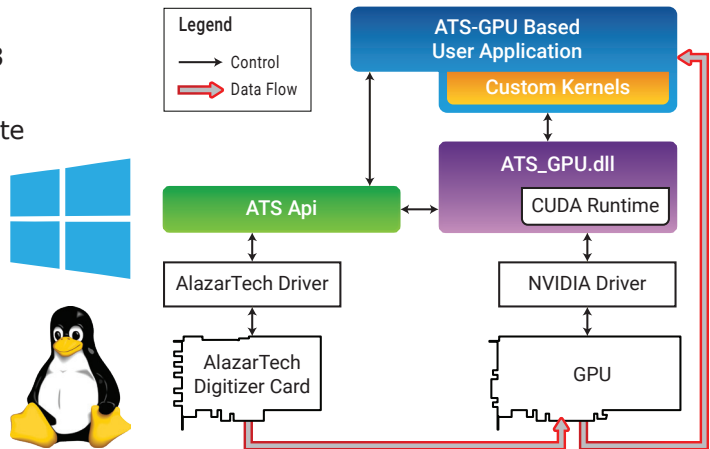 Legend
Control
Data Flow
ATS-GPU Based
User Application
Custom Kernels
ATS_GPU.dll
CUDA Runtime
ATS Api
AlazarTech Driver
NVIDIA Driver
AlazarTech
Digitizer Card
GPU